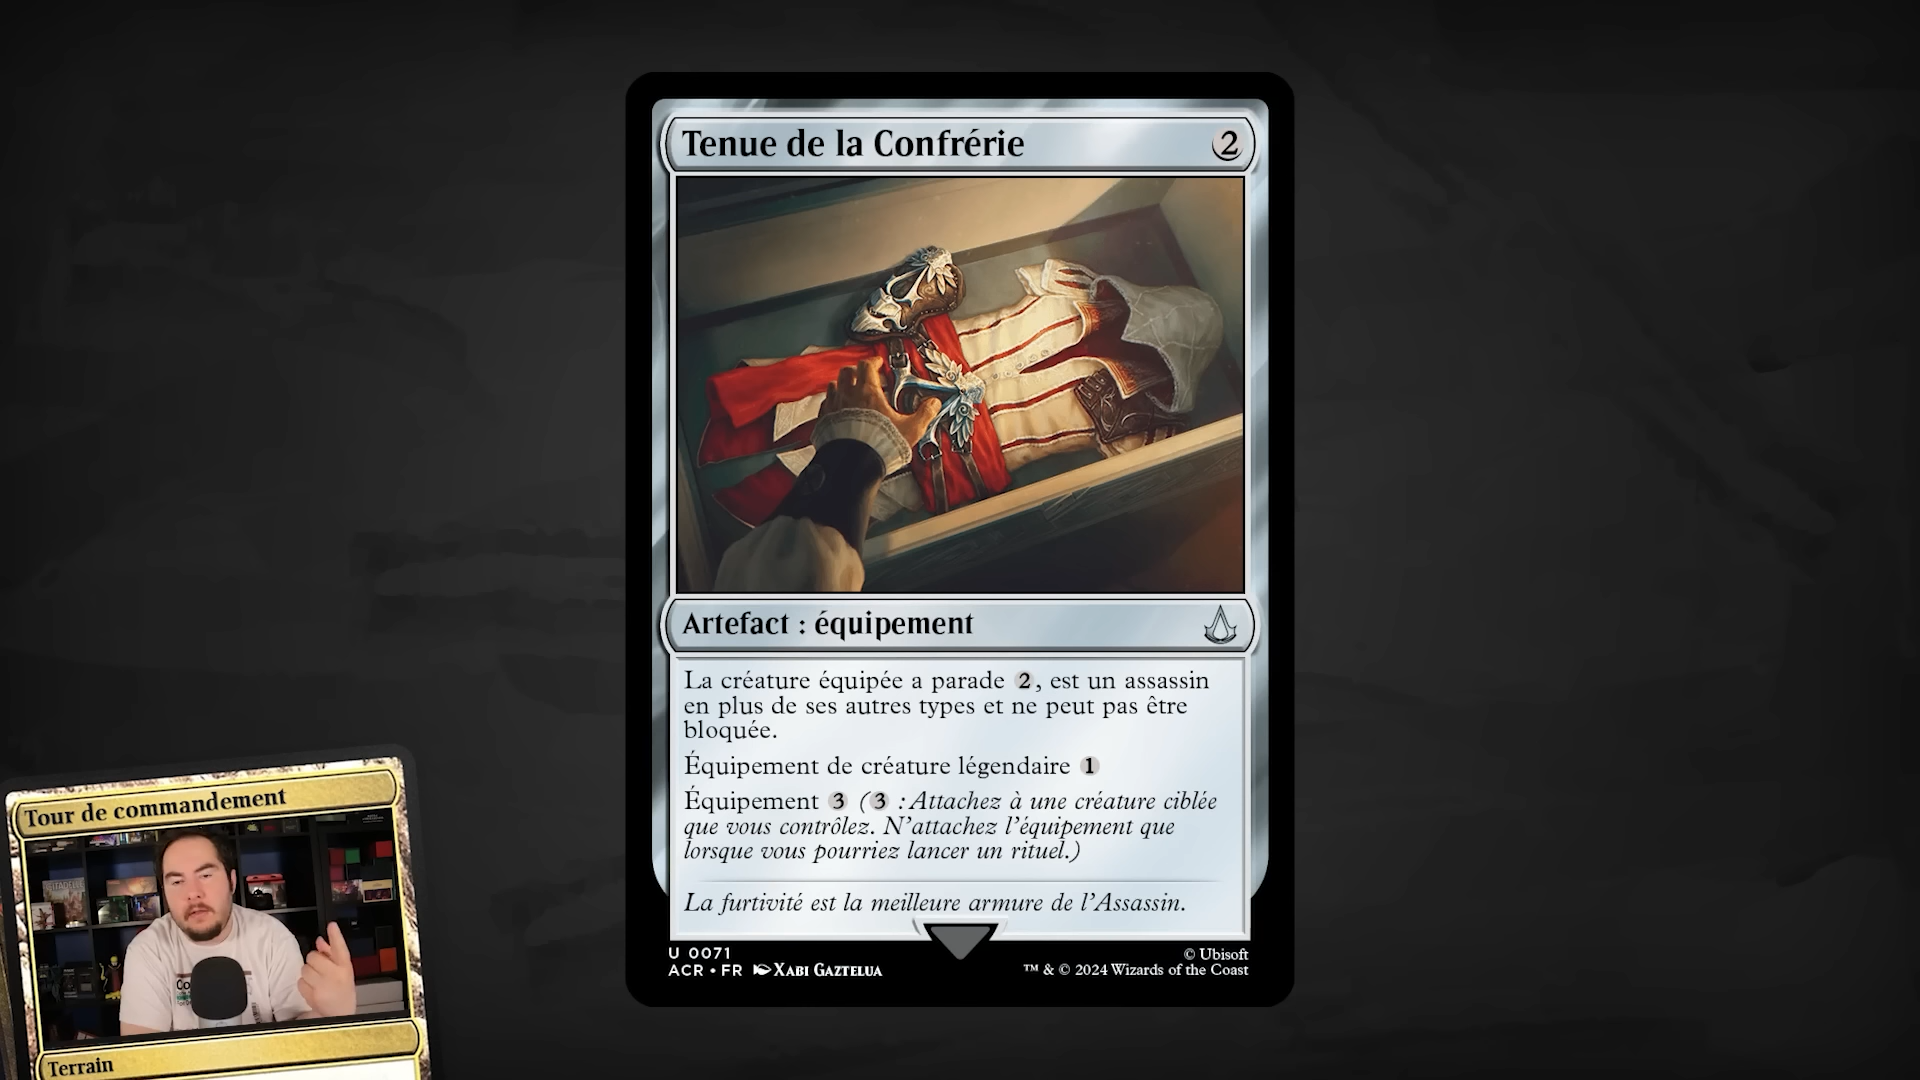 Tenue de la Confrérie
2
Artefact : équipement
La créature équipée a parade 2, est un assassin
en plus de ses autres types et ne peut pas être
bloquée.
Équipement de créature légendaire 1
Équipement 3 (3 : Attachez à une créature ciblée
que vous contrôlez. N'attachez l'équipement que
lorsque vous pourriez lancer un rituel.)
La furtivité est la meilleure armure de l'Assassin.
U 0071
ACR • FR Xabi Gaztelua
© Ubisoft
™ & © 2024 Wizards of the Coast
Tour de commandement
CITADELLES
Terrain